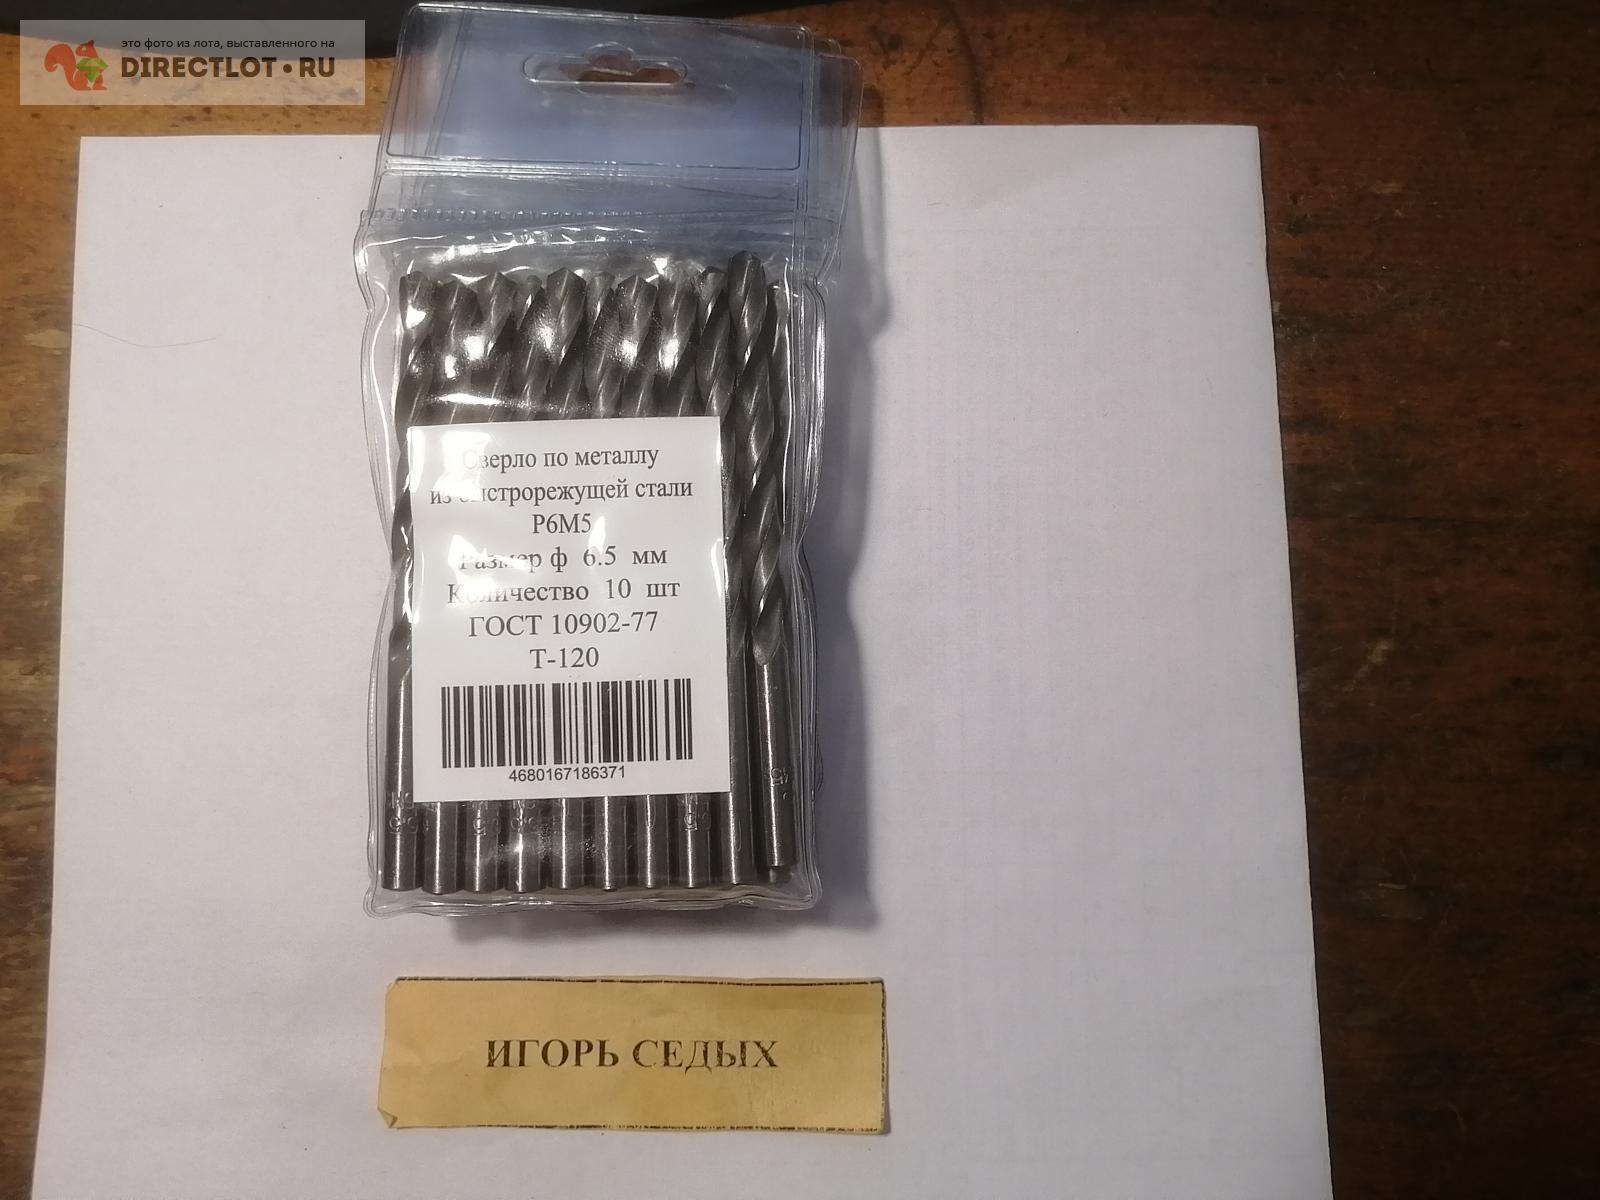 это фото из лота, выставленного на
DIRECTLOT•RU
Сверло по металлу
из быстрорежущей стали
Р6М5
Размер ф 6.5 мм
Количество 10 шт
ГОСТ 10902-77
Т-120
4680167186371
ИГОРЬ СЕДЫХ